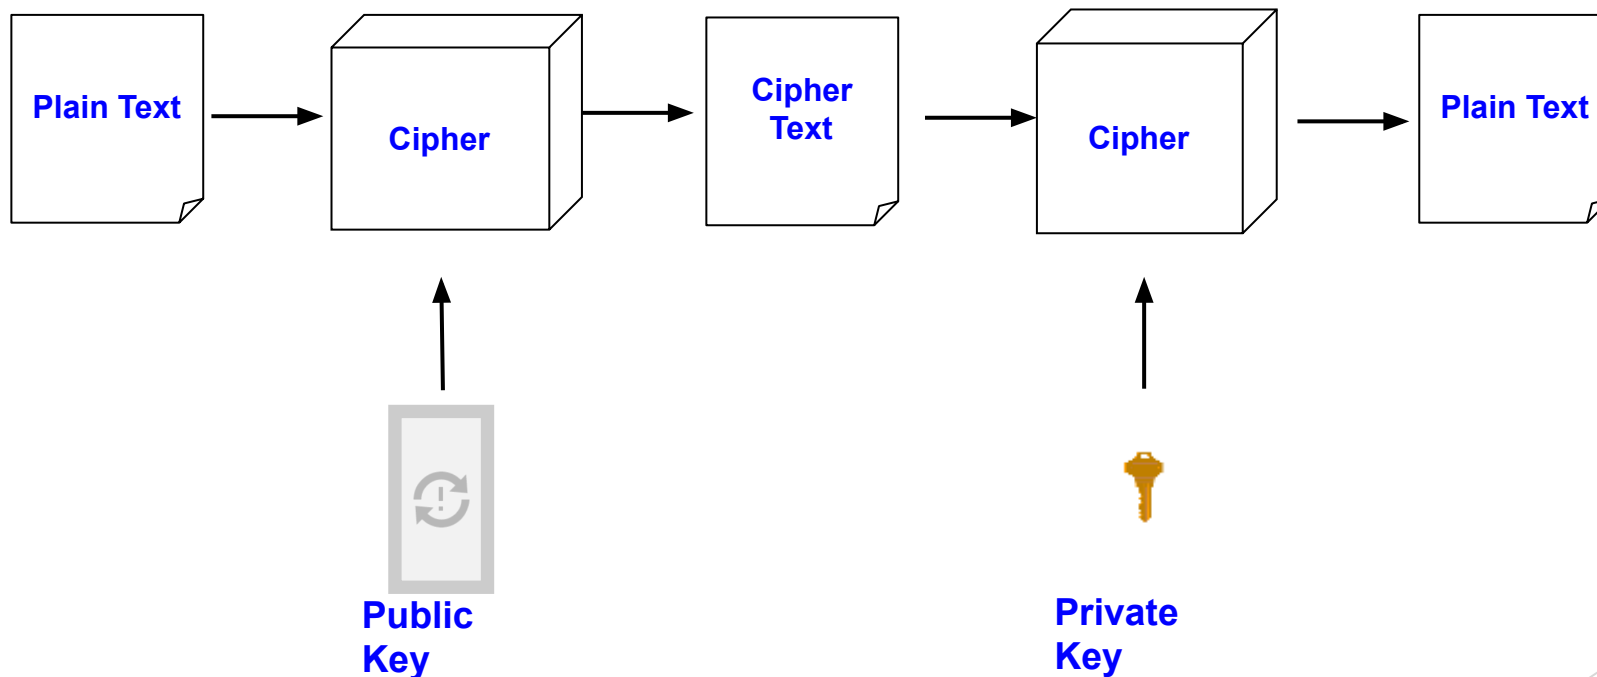 Plain Text
Cipher
Cipher
Text
Cipher
Plain Text
Public
Key
Private
Key